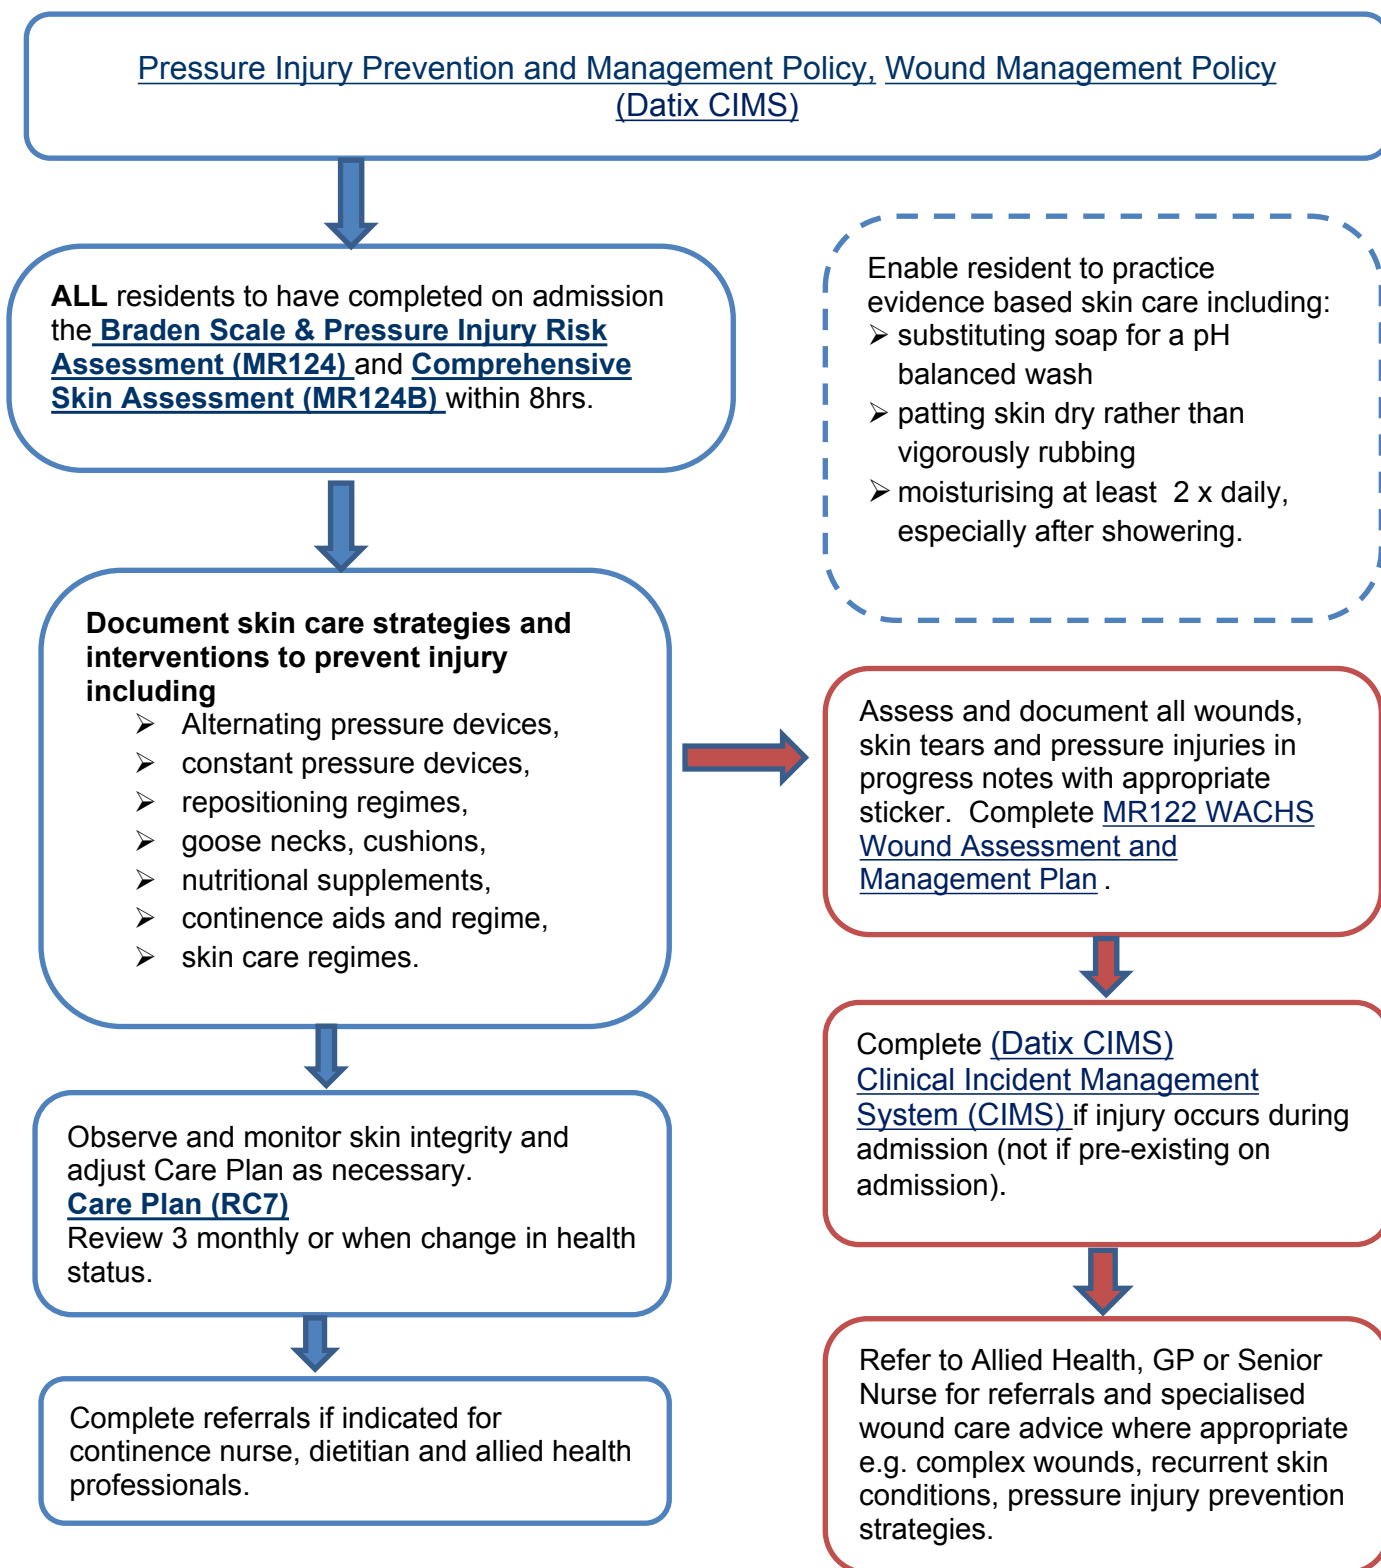 Pressure Injury Prevention and Management Policy, Wound Management Policy
(Datix CIMS)
ALL residents to have completed on admission
the Braden Scale & Pressure Injury Risk
Assessment (MR124) and Comprehensive
Skin Assessment (MR124B) within 8hrs.
Enable resident to practice
evidence based skin care including:
➢ substituting soap for a pH
balanced wash
➢ patting skin dry rather than
vigorously rubbing
➢ moisturising at least  2 x daily,
especially after showering.
Document skin care strategies and
interventions to prevent injury
including
➢ Alternating pressure devices,
➢ constant pressure devices,
➢ repositioning regimes,
➢ goose necks, cushions,
➢ nutritional supplements,
➢ continence aids and regime,
➢ skin care regimes.
Assess and document all wounds,
skin tears and pressure injuries in
progress notes with appropriate
sticker.  Complete MR122 WACHS
Wound Assessment and
Management Plan .
Complete (Datix CIMS)
Clinical Incident Management
System (CIMS) if injury occurs during
admission (not if pre-existing on
admission).
Observe and monitor skin integrity and
adjust Care Plan as necessary.
Care Plan (RC7)
Review 3 monthly or when change in health
status.
Complete referrals if indicated for
continence nurse, dietitian and allied health
professionals.
Refer to Allied Health, GP or Senior
Nurse for referrals and specialised
wound care advice where appropriate
e.g. complex wounds, recurrent skin
conditions, pressure injury prevention
strategies.